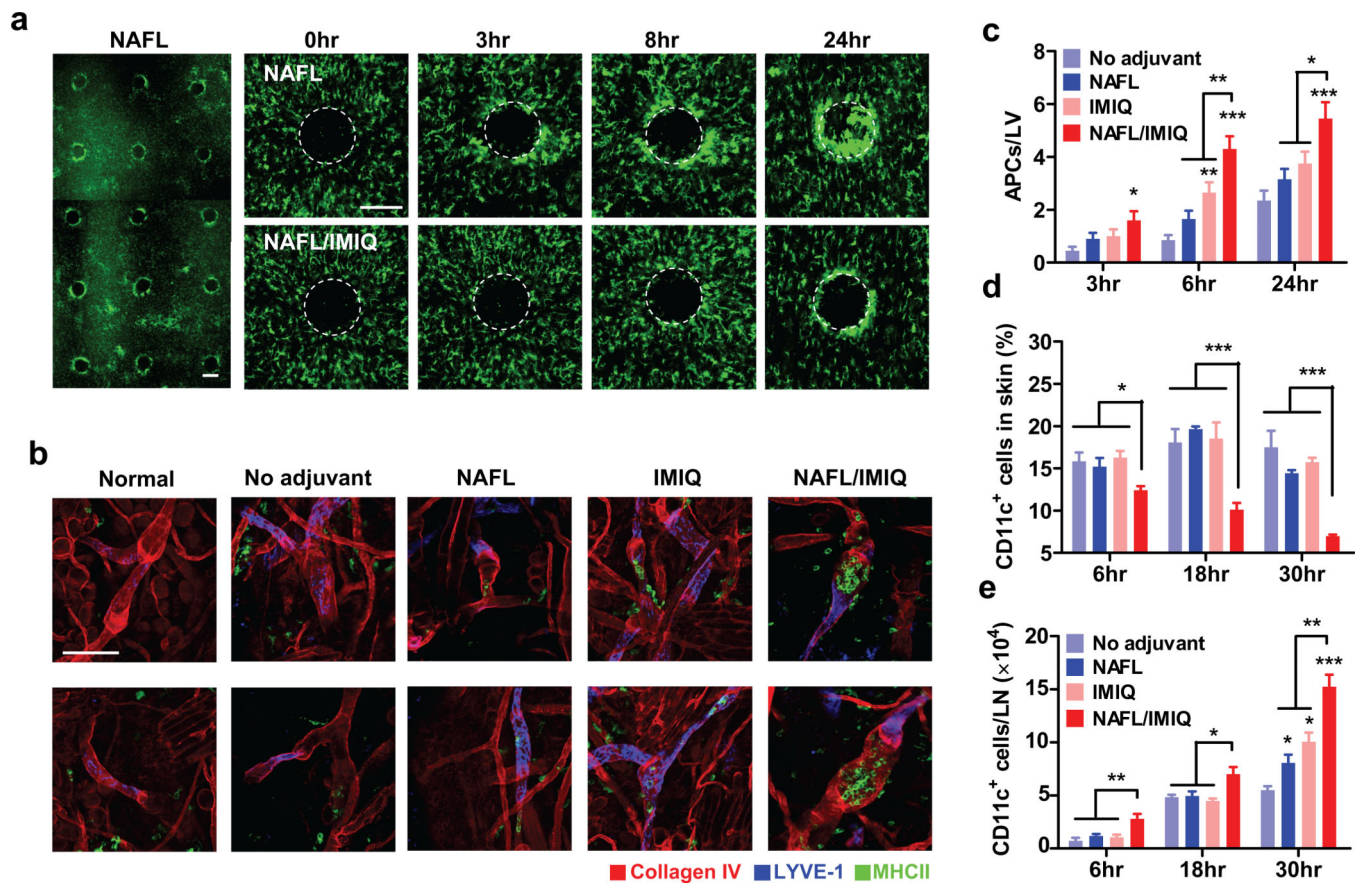 a
NAFL
0hr
3hr
8hr
24hr
NAFL
NAFL/IMIQ
b
Normal
No adjuvant
NAFL
IMIQ
NAFL/IMIQ
Collagen IV
LYVE-1
MHCII
c
APCs/LV
8
6
4
2
0
No adjuvant
NAFL
IMIQ
NAFL/IMIQ
*
**
**
***
*
***
3hr
6hr
24hr
d
CD11c⁺ cells in skin (%)
30
25
20
15
10
5
*
***
***
6hr
18hr
30hr
e
CD11c⁺ cells/LN (×10⁴)
20
15
10
5
0
No adjuvant
NAFL
IMIQ
NAFL/IMIQ
**
*
*
*
**
***
6hr
18hr
30hr